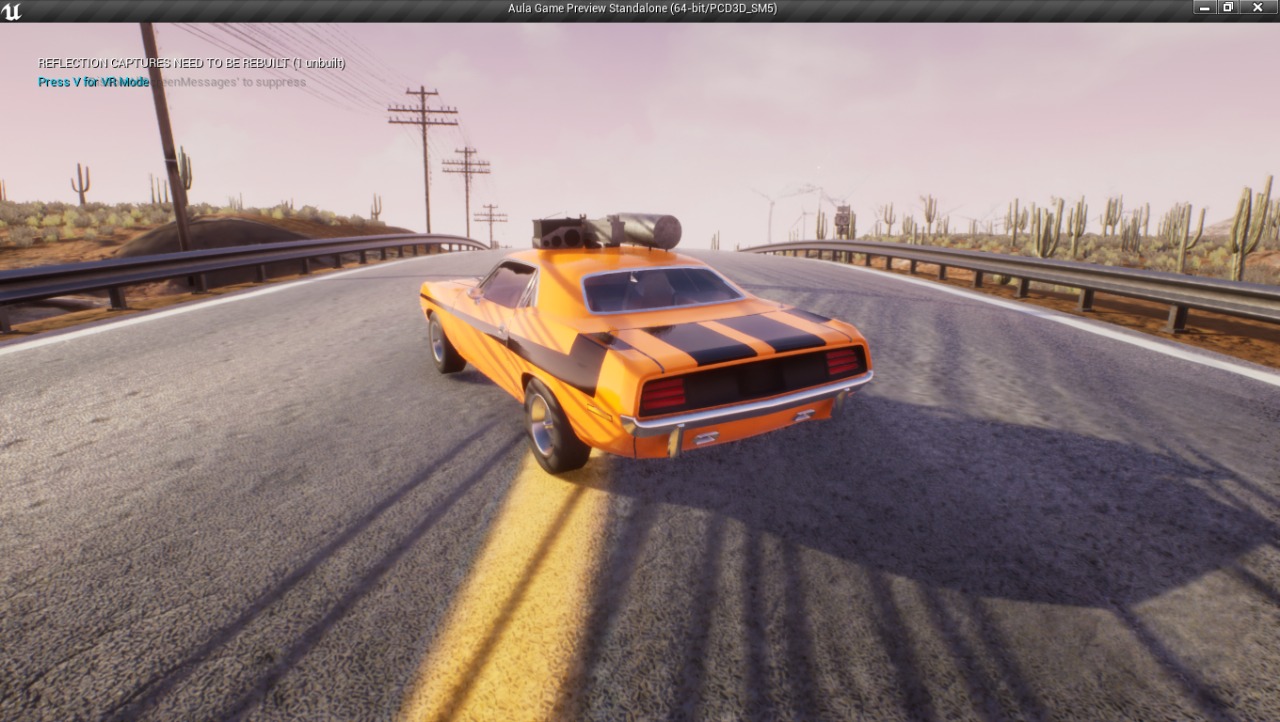 Aula Game Preview Standalone (64-bit/PCD3D_SM5)
REFLECTION CAPTURES NEED TO BE REBUILT (1 unbuilt)
Press V for VR Mode enMessages' to suppress